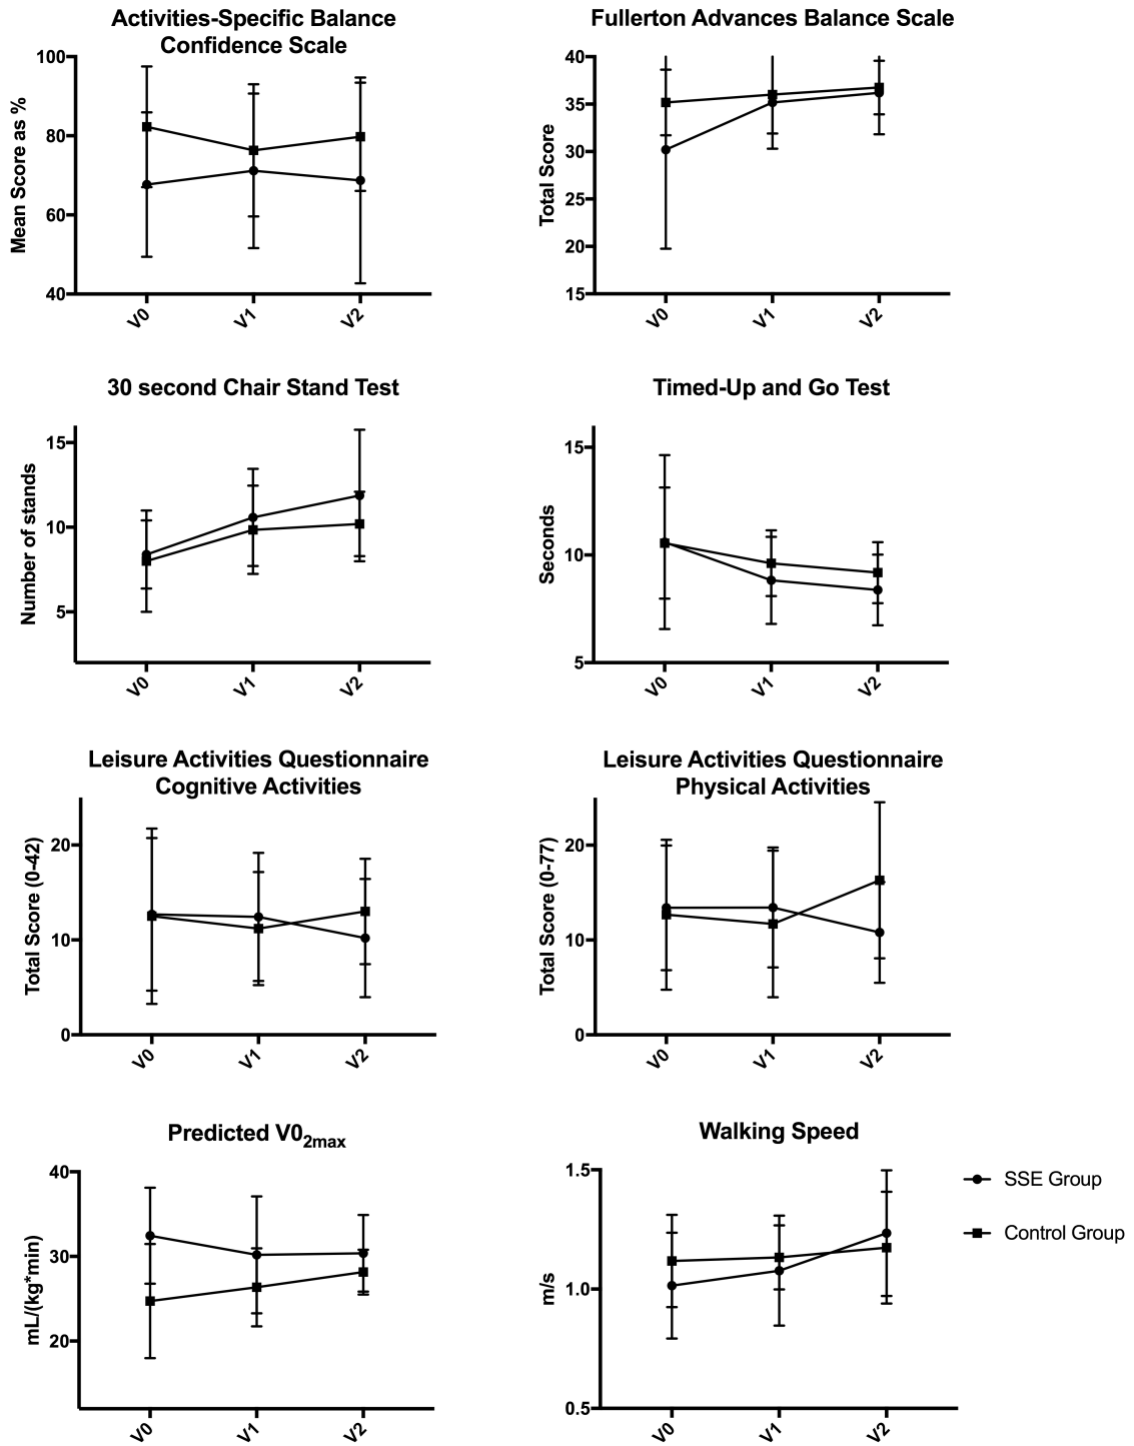 Activities-Specific Balance
Confidence Scale
Mean Score as %
100
80
60
40
V0
V1
V2
Fullerton Advances Balance Scale
Total Score
40
35
30
25
20
15
V0
V1
V2
30 second Chair Stand Test
Number of stands
15
10
5
V0
V1
V2
Timed-Up and Go Test
Seconds
15
10
5
V0
V1
V2
Leisure Activities Questionnaire
Cognitive Activities
Total Score (0-42)
20
10
0
V0
V1
V2
Leisure Activities Questionnaire
Physical Activities
Total Score (0-77)
20
10
0
V0
V1
V2
Predicted V02max
mL/(kg*min)
40
30
20
V0
V1
V2
Walking Speed
m/s
1.5
1.0
0.5
V0
V1
V2
SSE Group
Control Group